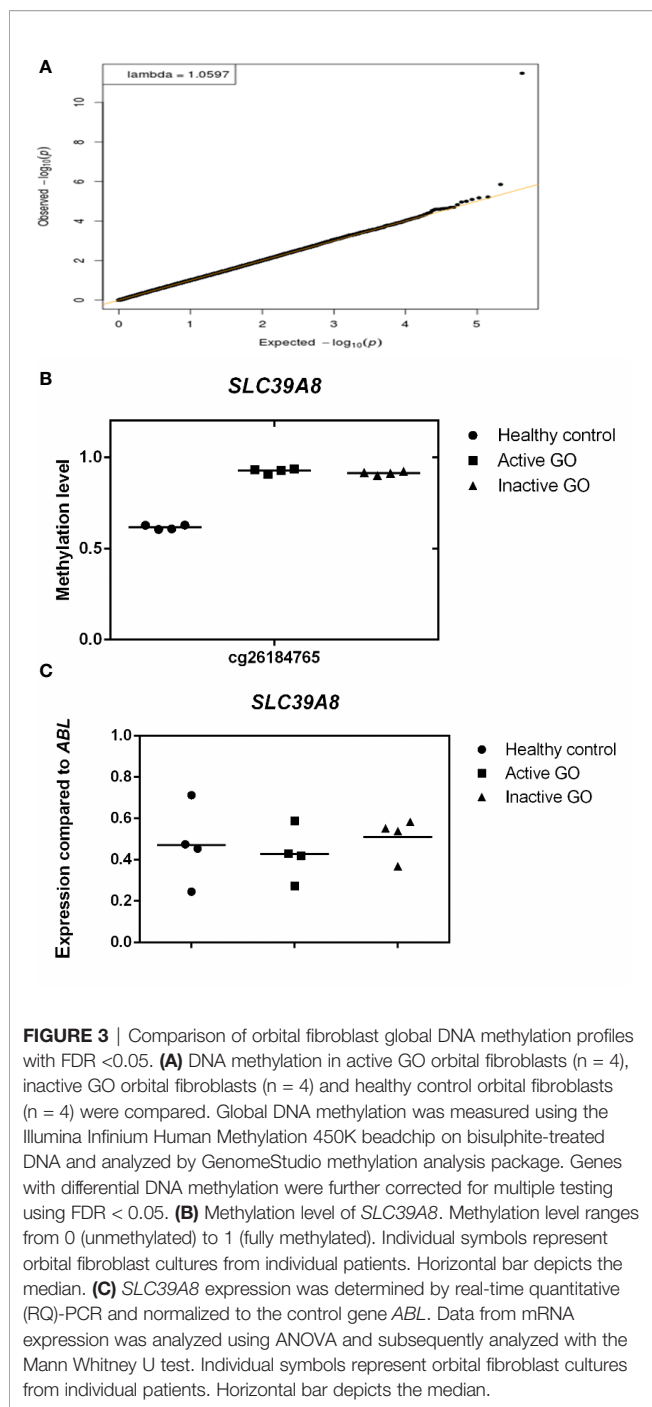 A
lambda = 1.0597
Observed −log10(p)
10
8
6
4
2
0
0 1 2 3 4 5
Expected −log10(p)
B
SLC39A8
Methylation level
1.0
0.5
0.0
cg26184765
Healthy control
Active GO
Inactive GO
C
SLC39A8
Expression compared to ABL
1.0
0.8
0.6
0.4
0.2
0.0
Healthy control
Active GO
Inactive GO
FIGURE 3 | Comparison of orbital fibroblast global DNA methylation profiles
with FDR <0.05. (A) DNA methylation in active GO orbital fibroblasts (n = 4),
inactive GO orbital fibroblasts (n = 4) and healthy control orbital fibroblasts
(n = 4) were compared. Global DNA methylation was measured using the
Illumina Infinium Human Methylation 450K beadchip on bisulphite-treated
DNA and analyzed by GenomeStudio methylation analysis package. Genes
with differential DNA methylation were further corrected for multiple testing
using FDR < 0.05. (B) Methylation level of SLC39A8. Methylation level ranges
from 0 (unmethylated) to 1 (fully methylated). Individual symbols represent
orbital fibroblast cultures from individual patients. Horizontal bar depicts the
median. (C) SLC39A8 expression was determined by real-time quantitative
(RQ)-PCR and normalized to the control gene ABL. Data from mRNA
expression was analyzed using ANOVA and subsequently analyzed with the
Mann Whitney U test. Individual symbols represent orbital fibroblast cultures
from individual patients. Horizontal bar depicts the median.